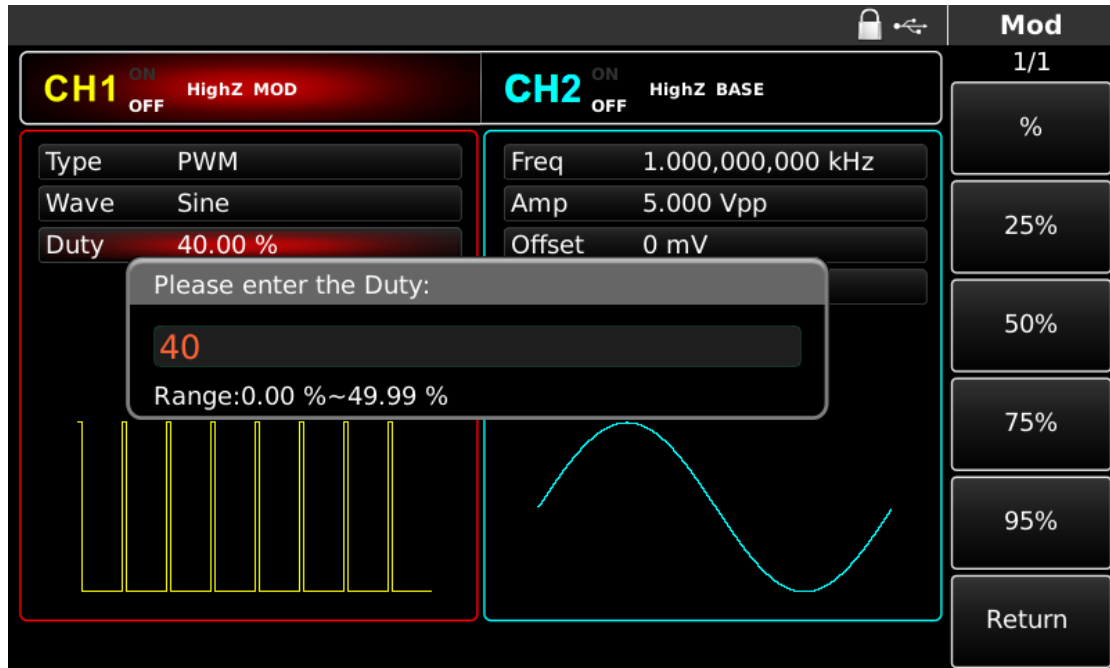 Mod
1/1
CH1 ON OFF HighZ MOD
CH2 ON OFF HighZ BASE
Type PWM
Wave Sine
Duty 40.00 %
Freq 1.000,000,000 kHz
Amp 5.000 Vpp
Offset 0 mV
Please enter the Duty:
40
Range:0.00 %~49.99 %
%
25%
50%
75%
95%
Return